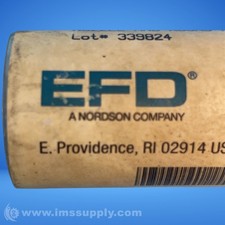 Lot# 339824
EFD®
A NORDSON COMPANY
E. Providence, RI 02914 US
© www.imssupply.com